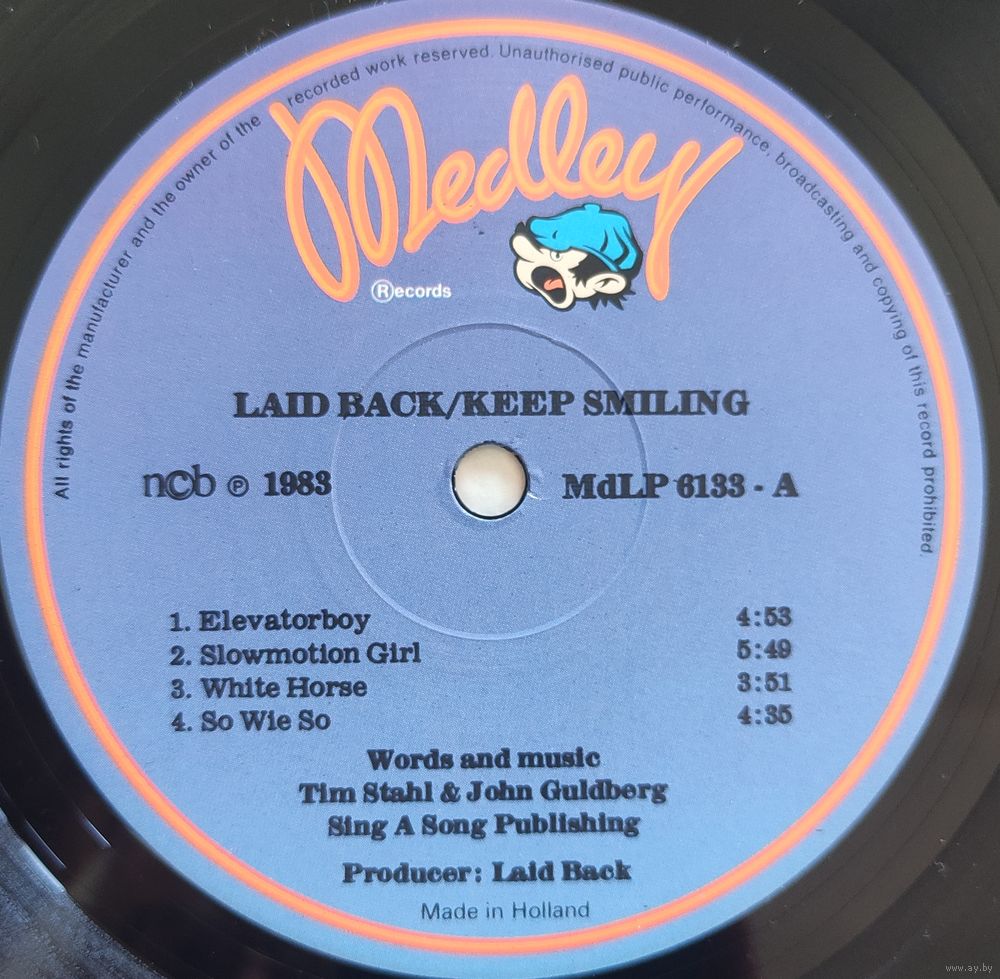 All rights of the manufacturer and the owner of the recorded work reserved. Unauthorised public performance, broadcasting and copying of this record prohibited.
Medley
Records
LAID BACK/KEEP SMILING
ncb ℗ 1983
MdLP 6133 - A
1. Elevatorboy 4:53
2. Slowmotion Girl 5:49
3. White Horse 3:51
4. So Wie So 4:35
Words and music
Tim Stahl & John Guldberg
Sing A Song Publishing
Producer: Laid Back
Made in Holland
www.ay.by